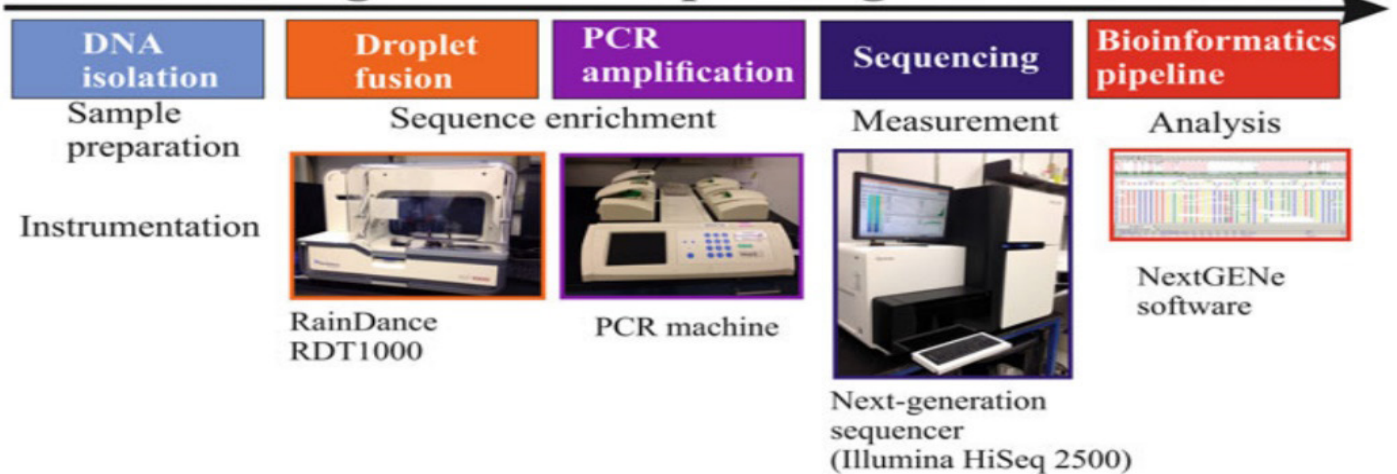 DNA
isolation
Droplet
fusion
PCR
amplification
Sequencing
Bioinformatics
pipeline
Sample
preparation
Sequence enrichment
Measurement
Analysis
Instrumentation
RainDance
RDT1000
PCR machine
Next-generation
sequencer
(Illumina HiSeq 2500)
NextGENe
software